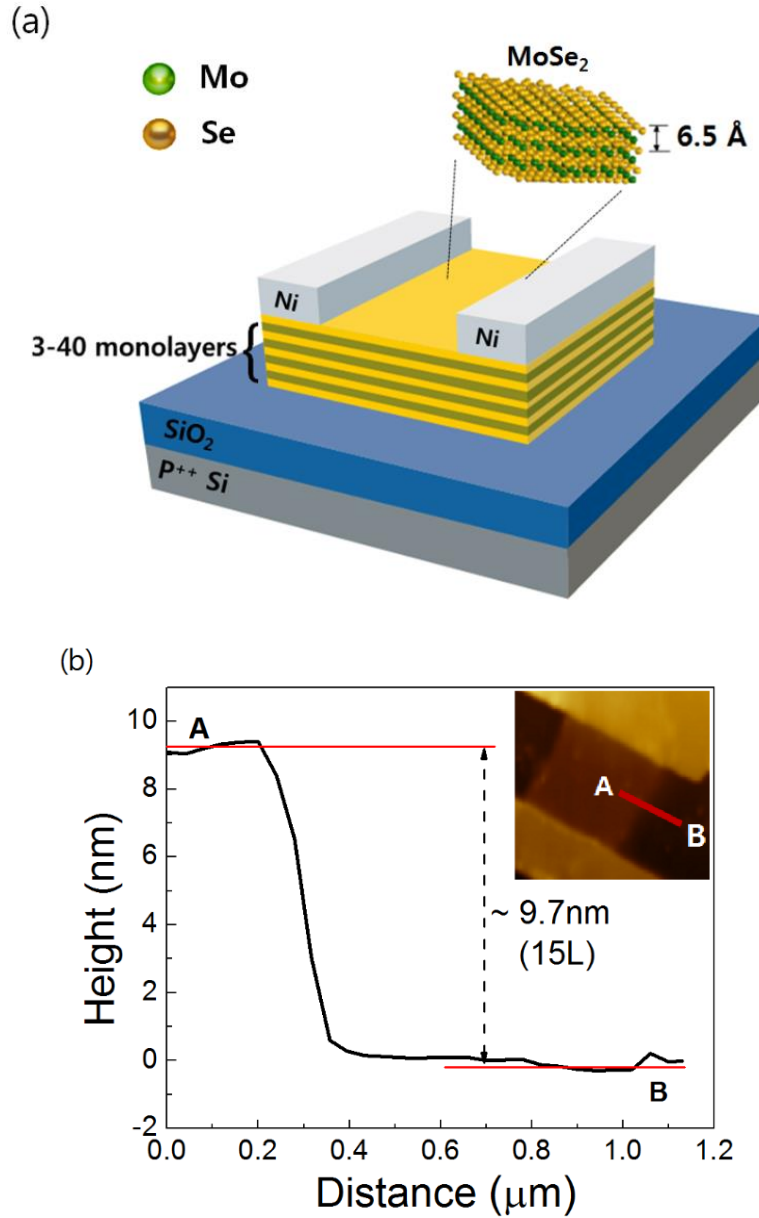 (a)
Mo
Se
MoSe₂
6.5 Å
Ni
Ni
3-40 monolayers
SiO₂
P⁺⁺ Si
(b)
10
8
6
4
2
0
-2
Height (nm)
A
A
B
~ 9.7nm
(15L)
B
0.0 0.2 0.4 0.6 0.8 1.0 1.2
Distance (μm)